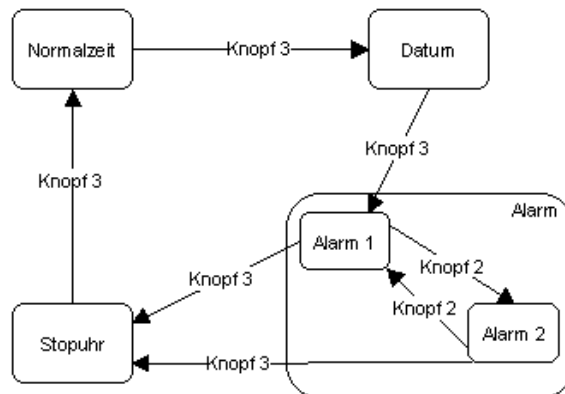 Normalzeit
Knopf 3
Datum
Knopf 3
Knopf 3
Alarm
Alarm 1
Knopf 2
Knopf 3
Knopf 2
Stopuhr
Alarm 2
Knopf 3